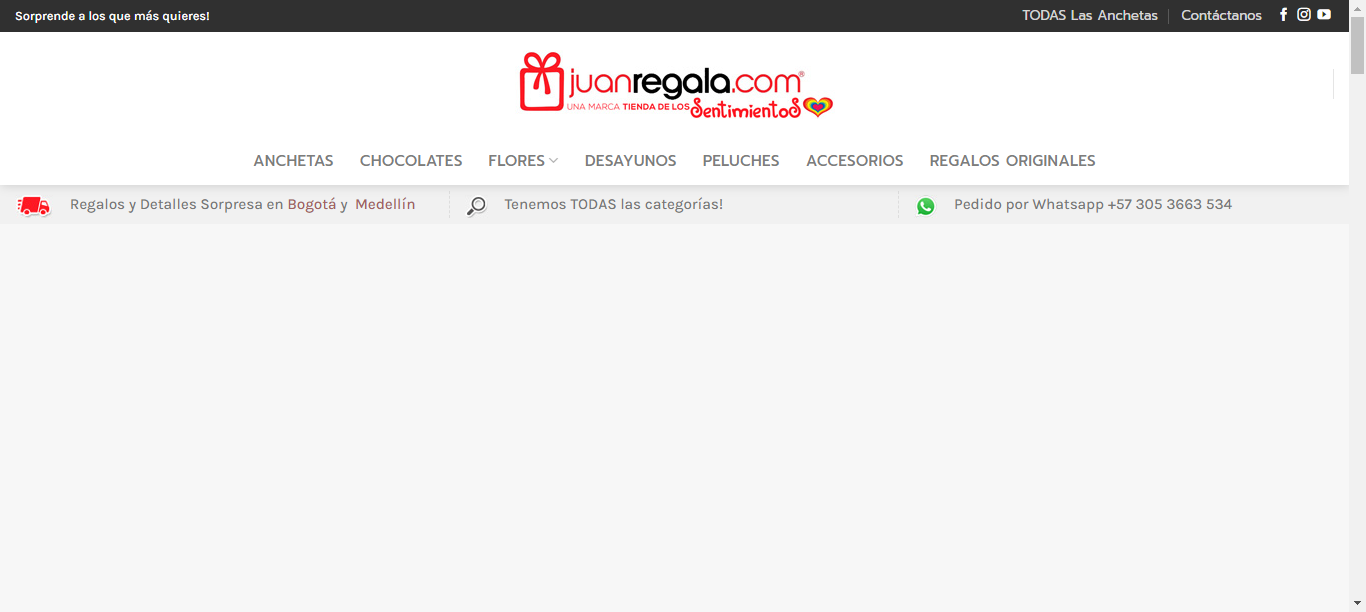 Sorprende a los que más quieres!
TODAS Las Anchetas
Contáctanos
juanregala.com®
UNA MARCA TIENDA DE LOS SentimientoS
ANCHETAS
CHOCOLATES
FLORES
DESAYUNOS
PELUCHES
ACCESORIOS
REGALOS ORIGINALES
Regalos y Detalles Sorpresa en Bogotá y Medellín
Tenemos TODAS las categorías!
Pedido por Whatsapp +57 305 3663 534